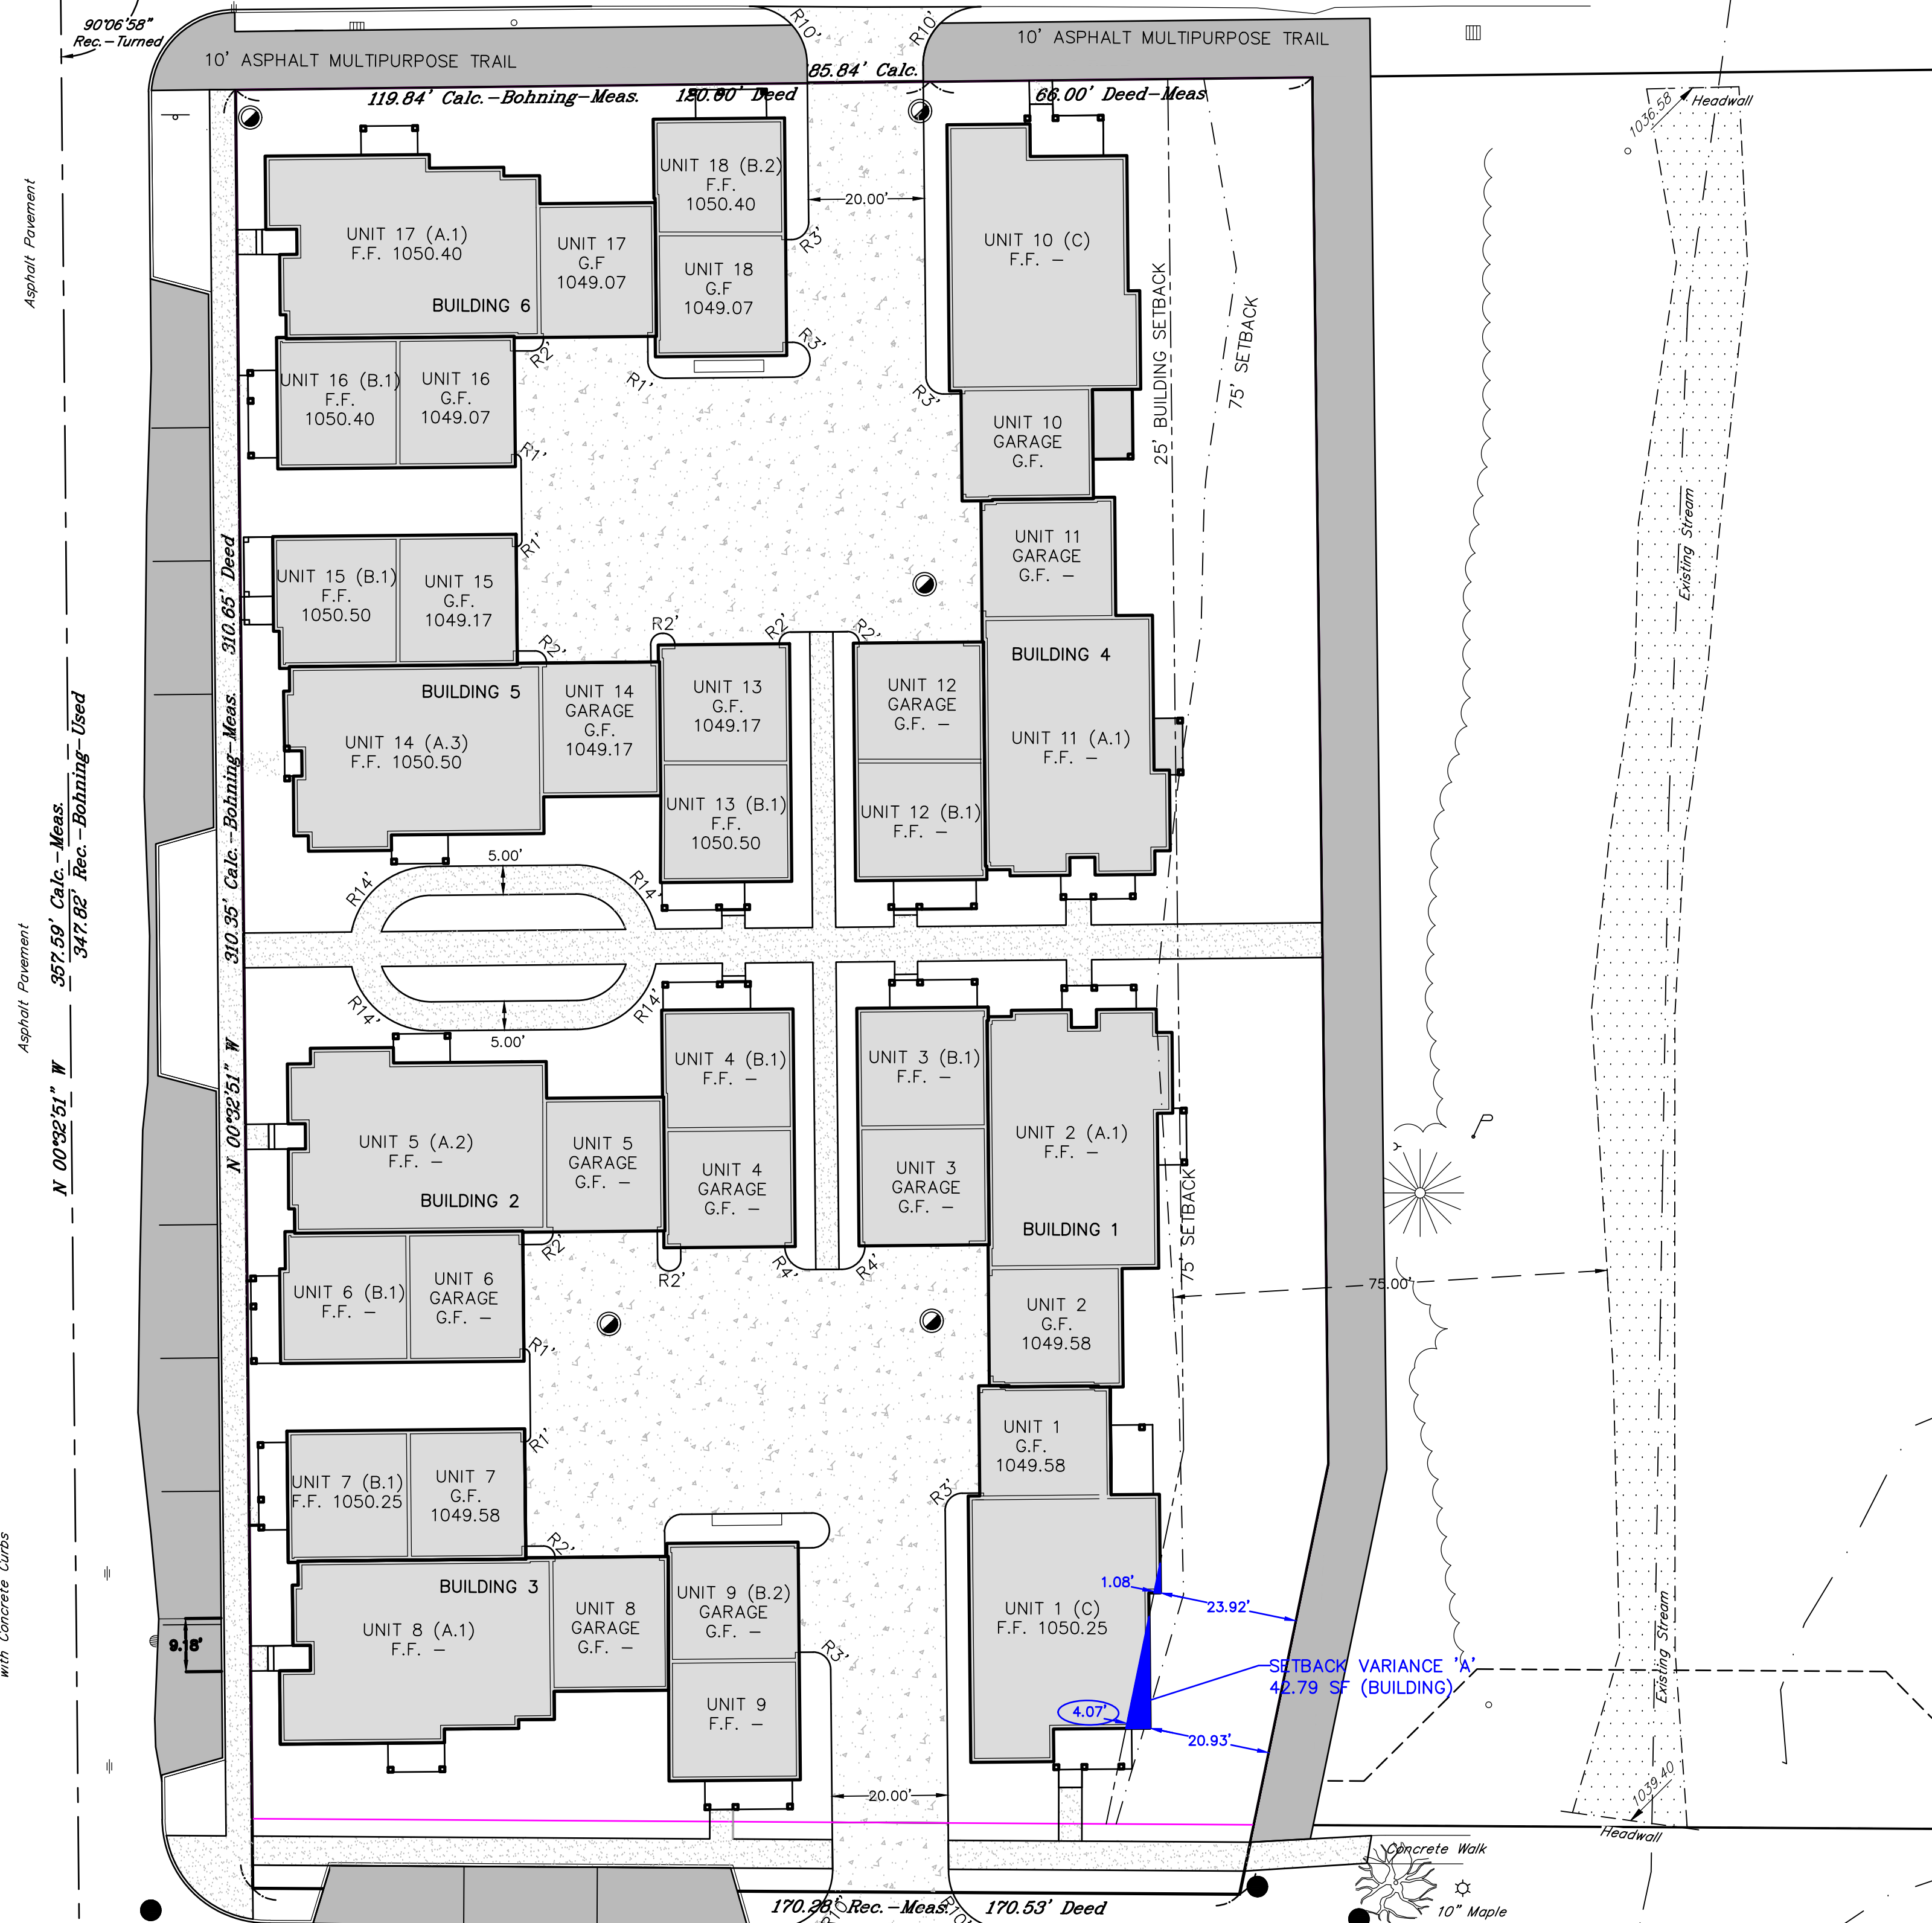 90°06'58"
Rec.-Turned
10' ASPHALT MULTIPURPOSE TRAIL
R10'
R10'
10' ASPHALT MULTIPURPOSE TRAIL
85.84' Calc.
119.84' Calc.-Bohning-Meas.
Deed
66.00' Deed-Meas
1036.58
Headwall
Asphalt Pavement
UNIT 17 (A.1)
F.F. 1050.40
BUILDING 6
UNIT 17
G.F
1049.07
UNIT 18 (B.2)
F.F.
1050.40
UNIT 18
G.F
1049.07
R3'
R3'
20.00'
UNIT 10 (C)
F.F. -
25' BUILDING SETBACK
75' SETBACK
UNIT 16 (B.1)
F.F.
1050.40
UNIT 16
G.F.
1049.07
R2'
R1'
R1'
R3'
UNIT 10
GARAGE
G.F.
UNIT 11
GARAGE
G.F. -
Existing Stream
310.65' Deed
UNIT 15 (B.1)
F.F.
1050.50
UNIT 15
G.F.
1049.17
R1'
R2'
R2'
R2'
R2'
BUILDING 5
UNIT 14 (A.3)
F.F. 1050.50
UNIT 14
GARAGE
G.F.
1049.17
UNIT 13
G.F.
1049.17
UNIT 13 (B.1)
F.F.
1050.50
UNIT 12
GARAGE
G.F. -
UNIT 12 (B.1)
F.F. -
BUILDING 4
UNIT 11 (A.1)
F.F. -
310.35' Calc.-Bohning-Meas.
357.59' Calc.-Meas.
347.82' Rec.-Bohning-Used
Asphalt Pavement
5.00'
R14'
R14'
R14'
R14'
5.00'
N 00°32'51" W
N 00°32'51" W
UNIT 5 (A.2)
F.F. -
BUILDING 2
UNIT 5
GARAGE
G.F. -
UNIT 4 (B.1)
F.F. -
UNIT 4
GARAGE
G.F. -
UNIT 3 (B.1)
F.F. -
UNIT 3
GARAGE
G.F. -
UNIT 2 (A.1)
F.F. -
BUILDING 1
75' SETBACK
75.00'
R2'
R2'
R4'
R4'
UNIT 6 (B.1)
F.F. -
UNIT 6
GARAGE
G.F. -
R1'
UNIT 2
G.F.
1049.58
UNIT 1
G.F.
1049.58
R3'
UNIT 7 (B.1)
F.F. 1050.25
UNIT 7
G.F.
1049.58
R1'
R2'
BUILDING 3
UNIT 8 (A.1)
F.F. -
UNIT 8
GARAGE
G.F. -
UNIT 9 (B.2)
GARAGE
G.F. -
UNIT 9
F.F. -
R3'
UNIT 1 (C)
F.F. 1050.25
1.08'
23.92'
SETBACK VARIANCE 'A'
42.79 SF (BUILDING)
4.07'
20.93'
20.00'
9.18'
with Concrete Curbs
Existing Stream
1039.40
Headwall
Concrete Walk
10" Maple
170.28' Rec.-Meas.
170.53' Deed
R10'
R10'